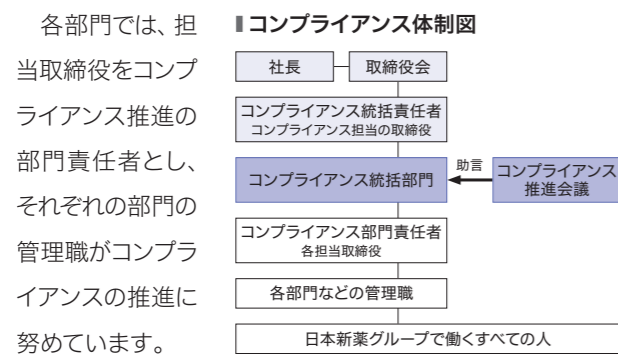 各部門では、担
当取締役をコンプ
ライアンス推進の
部門責任者とし、
それぞれの部門の
管理職がコンプラ
イアンスの推進に
努めています。
コンプライアンス体制図
社長
取締役会
コンプライアンス統括責任者
コンプライアンス担当の取締役
コンプライアンス統括部門
助言
コンプライアンス
推進会議
コンプライアンス部門責任者
各担当取締役
各部門などの管理職
日本新薬グループで働くすべての人